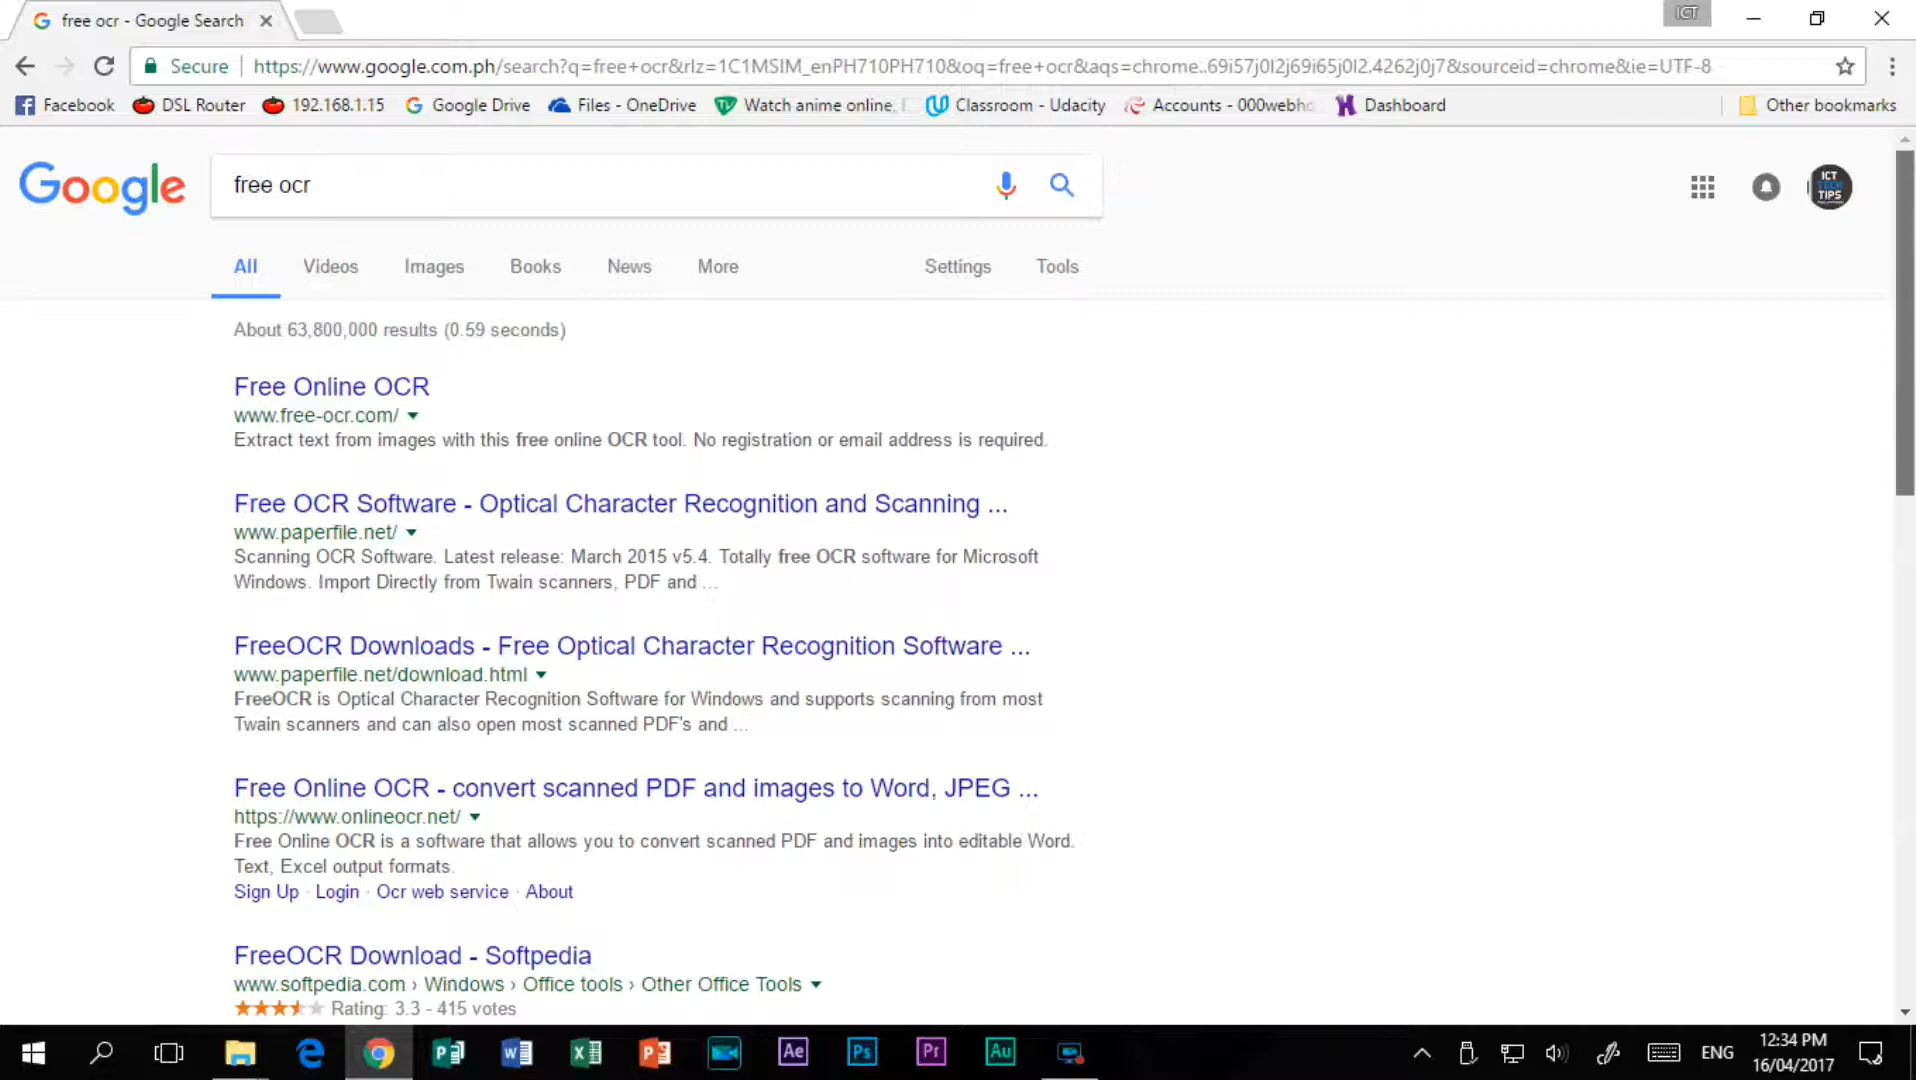 free ocr - Google Search
ICT
Secure
https://www.google.com.ph/search?q=free+ocr&rlz=1C1MSIM_enPH710PH710&oq=free+ocr&aqs=chrome..69i57j0l2j69i65j0l2.4262j0j7&sourceid=chrome&ie=UTF-8
Facebook DSL Router 192.168.1.15 Google Drive Files - OneDrive Watch anime online, Classroom - Udacity Accounts - 000webho Dashboard Other bookmarks
Google
free ocr
ICT
TECH
TIPS
All Videos Images Books News More Settings Tools
About 63,800,000 results (0.59 seconds)
Free Online OCR
www.free-ocr.com/
Extract text from images with this free online OCR tool. No registration or email address is required.
Free OCR Software - Optical Character Recognition and Scanning ...
www.paperfile.net/
Scanning OCR Software. Latest release: March 2015 v5.4. Totally free OCR software for Microsoft
Windows. Import Directly from Twain scanners, PDF and ...
FreeOCR Downloads - Free Optical Character Recognition Software ...
www.paperfile.net/download.html
FreeOCR is Optical Character Recognition Software for Windows and supports scanning from most
Twain scanners and can also open most scanned PDF's and ...
Free Online OCR - convert scanned PDF and images to Word, JPEG ...
https://www.onlineocr.net/
Free Online OCR is a software that allows you to convert scanned PDF and images into editable Word.
Text, Excel output formats.
Sign Up · Login · Ocr web service · About
FreeOCR Download - Softpedia
www.softpedia.com › Windows › Office tools › Other Office Tools
Rating: 3.3 - 415 votes
Ae Ps Pr Au
ENG
12:34 PM
16/04/2017